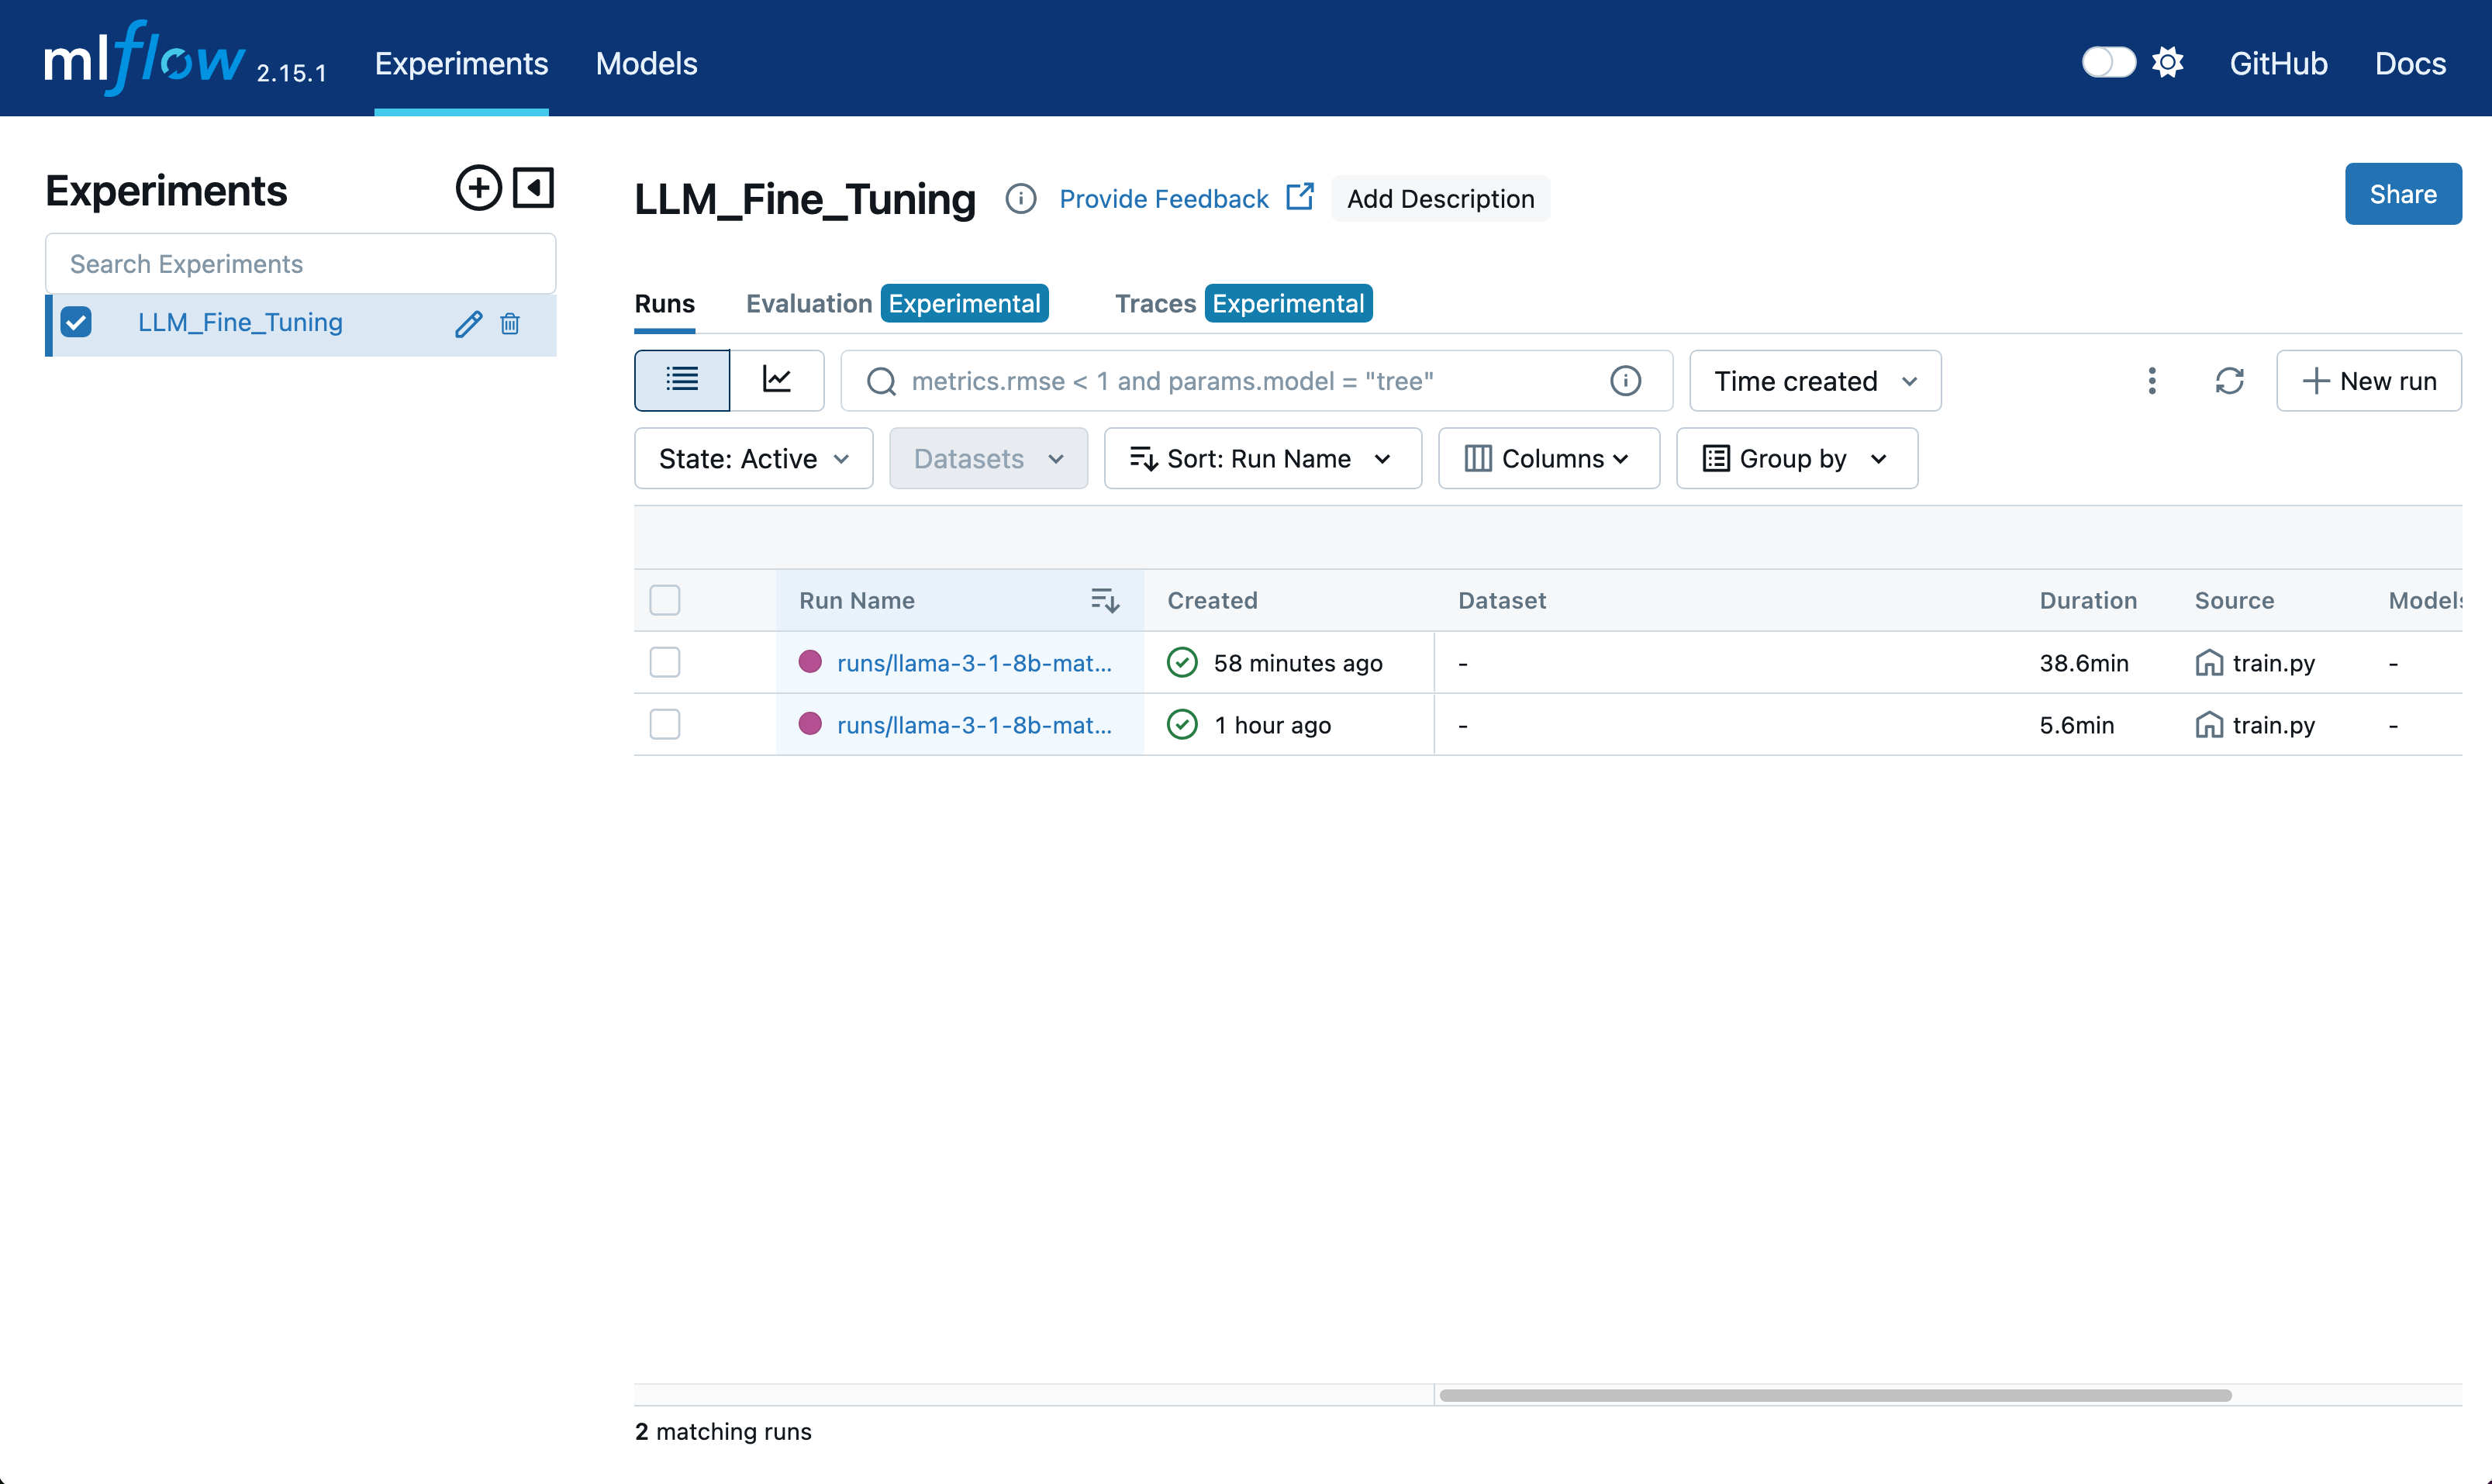 mlflow 2.15.1 Experiments Models GitHub Docs
Experiments
Search Experiments
LLM_Fine_Tuning
LLM_Fine_Tuning Provide Feedback Add Description Share
Runs Evaluation Experimental Traces Experimental
metrics.rmse < 1 and params.model = "tree" Time created New run
State: Active Datasets Sort: Run Name Columns Group by
Run Name Created Dataset Duration Source Models
runs/llama-3-1-8b-mat... 58 minutes ago - 38.6min train.py -
runs/llama-3-1-8b-mat... 1 hour ago - 5.6min train.py -
2 matching runs